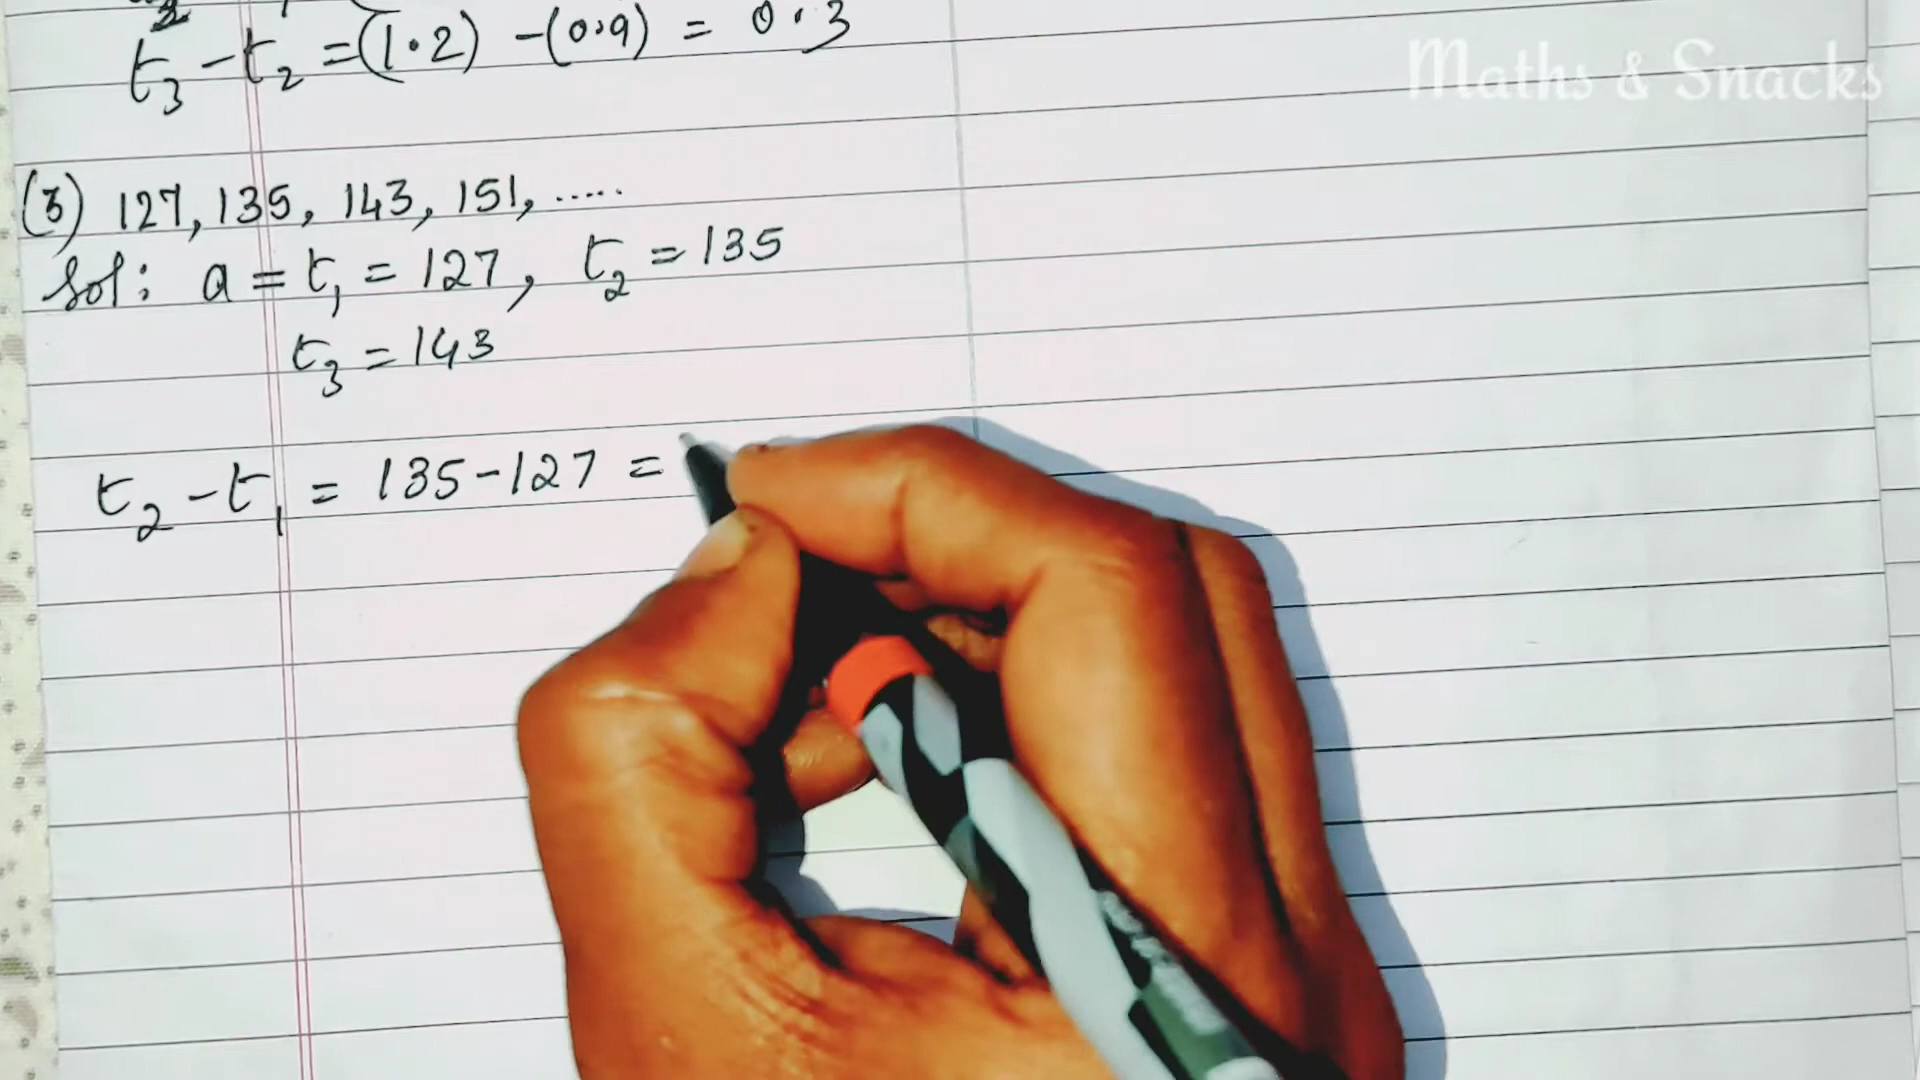 t₃ - t₂ = (1.2) - (0.9) = 0.3
Maths & Snacks
(3) 127, 135, 143, 151, .....
Sol: a = t₁ = 127, t₂ = 135
t₃ = 143
t₂ - t₁ = 135 - 127 =